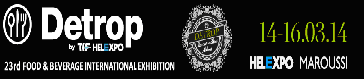 Detrop
by TIF-HELEXPO
23rd FOOD & BEVERAGE INTERNATIONAL EXHIBITION
14-16.03.14
HELEXPO MAROUSSI